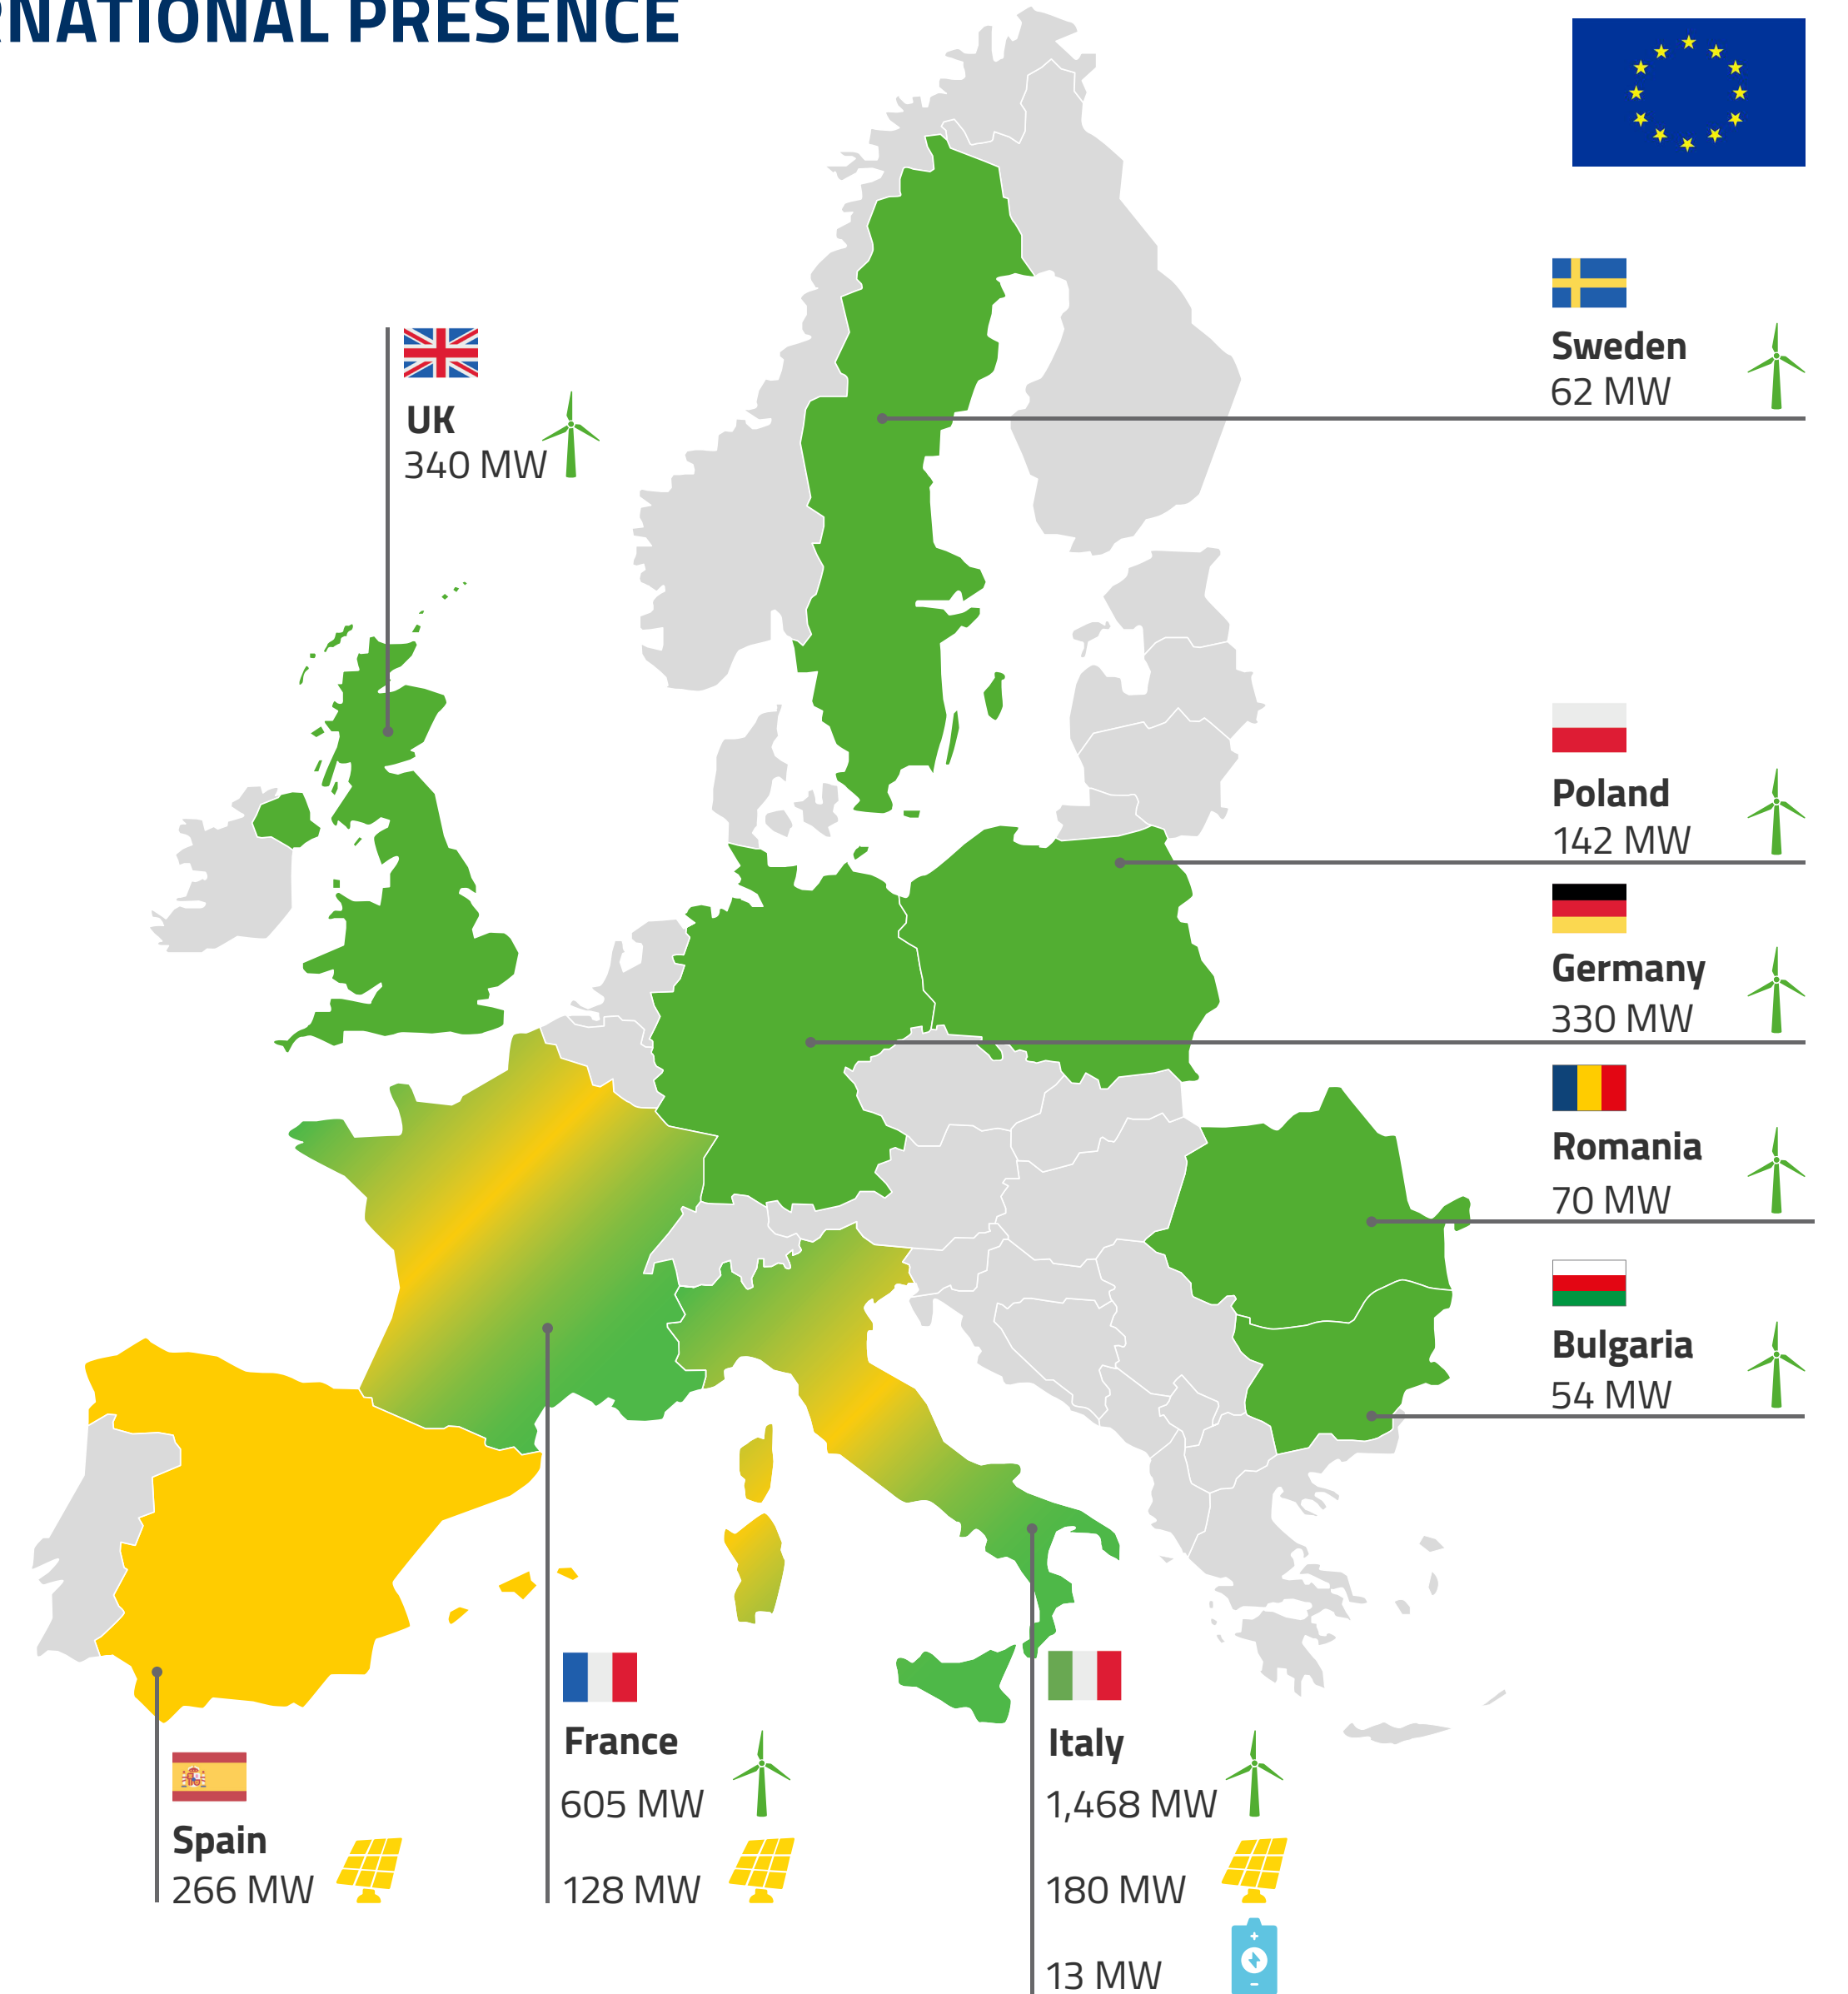 RNATIONAL PRESENCE
UK
340 MW
Sweden
62 MW
Poland
142 MW
Germany
330 MW
Romania
70 MW
Bulgaria
54 MW
Spain
266 MW
France
605 MW
128 MW
Italy
1,468 MW
180 MW
13 MW